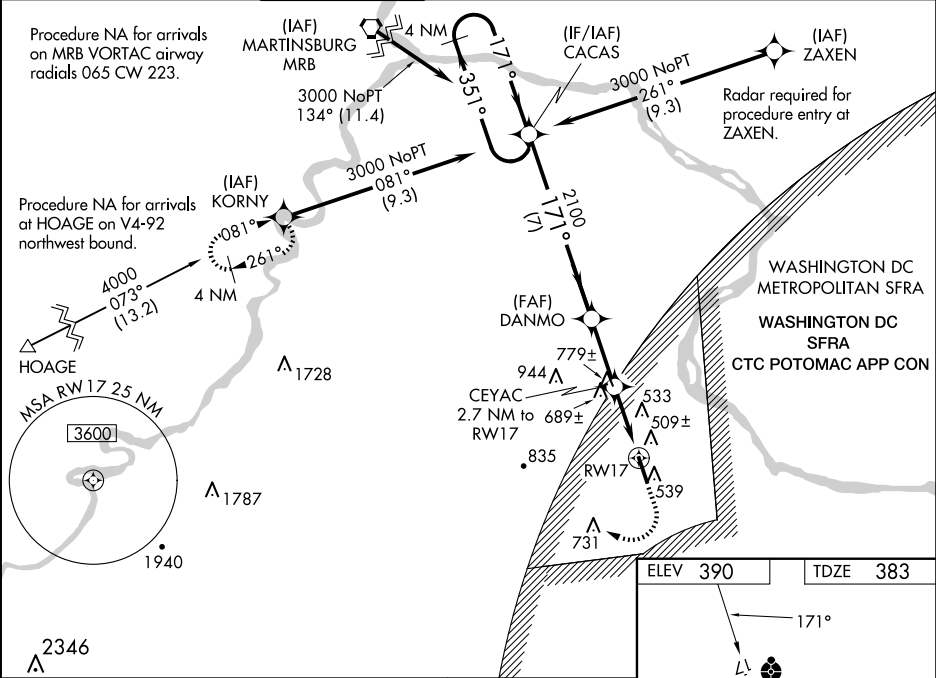 Procedure NA for arrivals
on MRB VORTAC airway
radials 065 CW 223.
(IAF)
MARTINSBURG
MRB
4 NM
171°
351°
(IF/IAF)
CACAS
(IAF)
ZAXEN
3000 NoPT
134° (11.4)
3000 NoPT
261°
(9.3)
Radar required for
procedure entry at
ZAXEN.
3000 NoPT
081°
(9.3)
(IAF)
KORNY
Procedure NA for arrivals
at HOAGE on V4-92
northwest bound.
081°
261°
4 NM
4000
073°
(13.2)
HOAGE
2100
171°
(7)
WASHINGTON DC
METROPOLITAN SFRA
WASHINGTON DC
SFRA
CTC POTOMAC APP CON
(FAF)
DANMO
1728
779±
944
CEYAC
2.7 NM to
RW17
689±
533
509±
835
RW17
539
731
MSA RW17 25 NM
3600
1787
1940
2346
ELEV 390
TDZE 383
171°
17